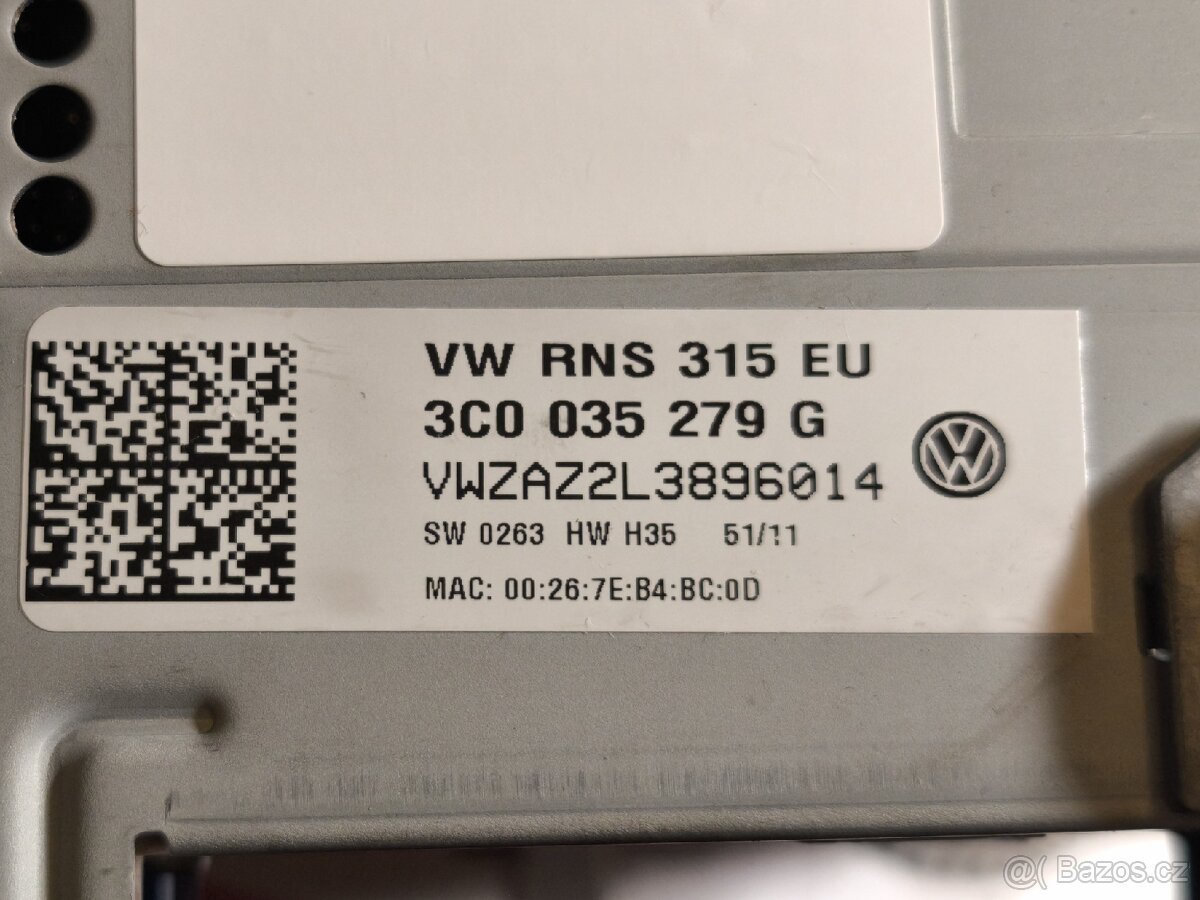 VW RNS 315 EU
3C0 035 279 G
VWZAZ2L3896014
SW 0263 HW H35 51/11
MAC: 00:26:7E:B4:BC:0D
@( Bazos.cz